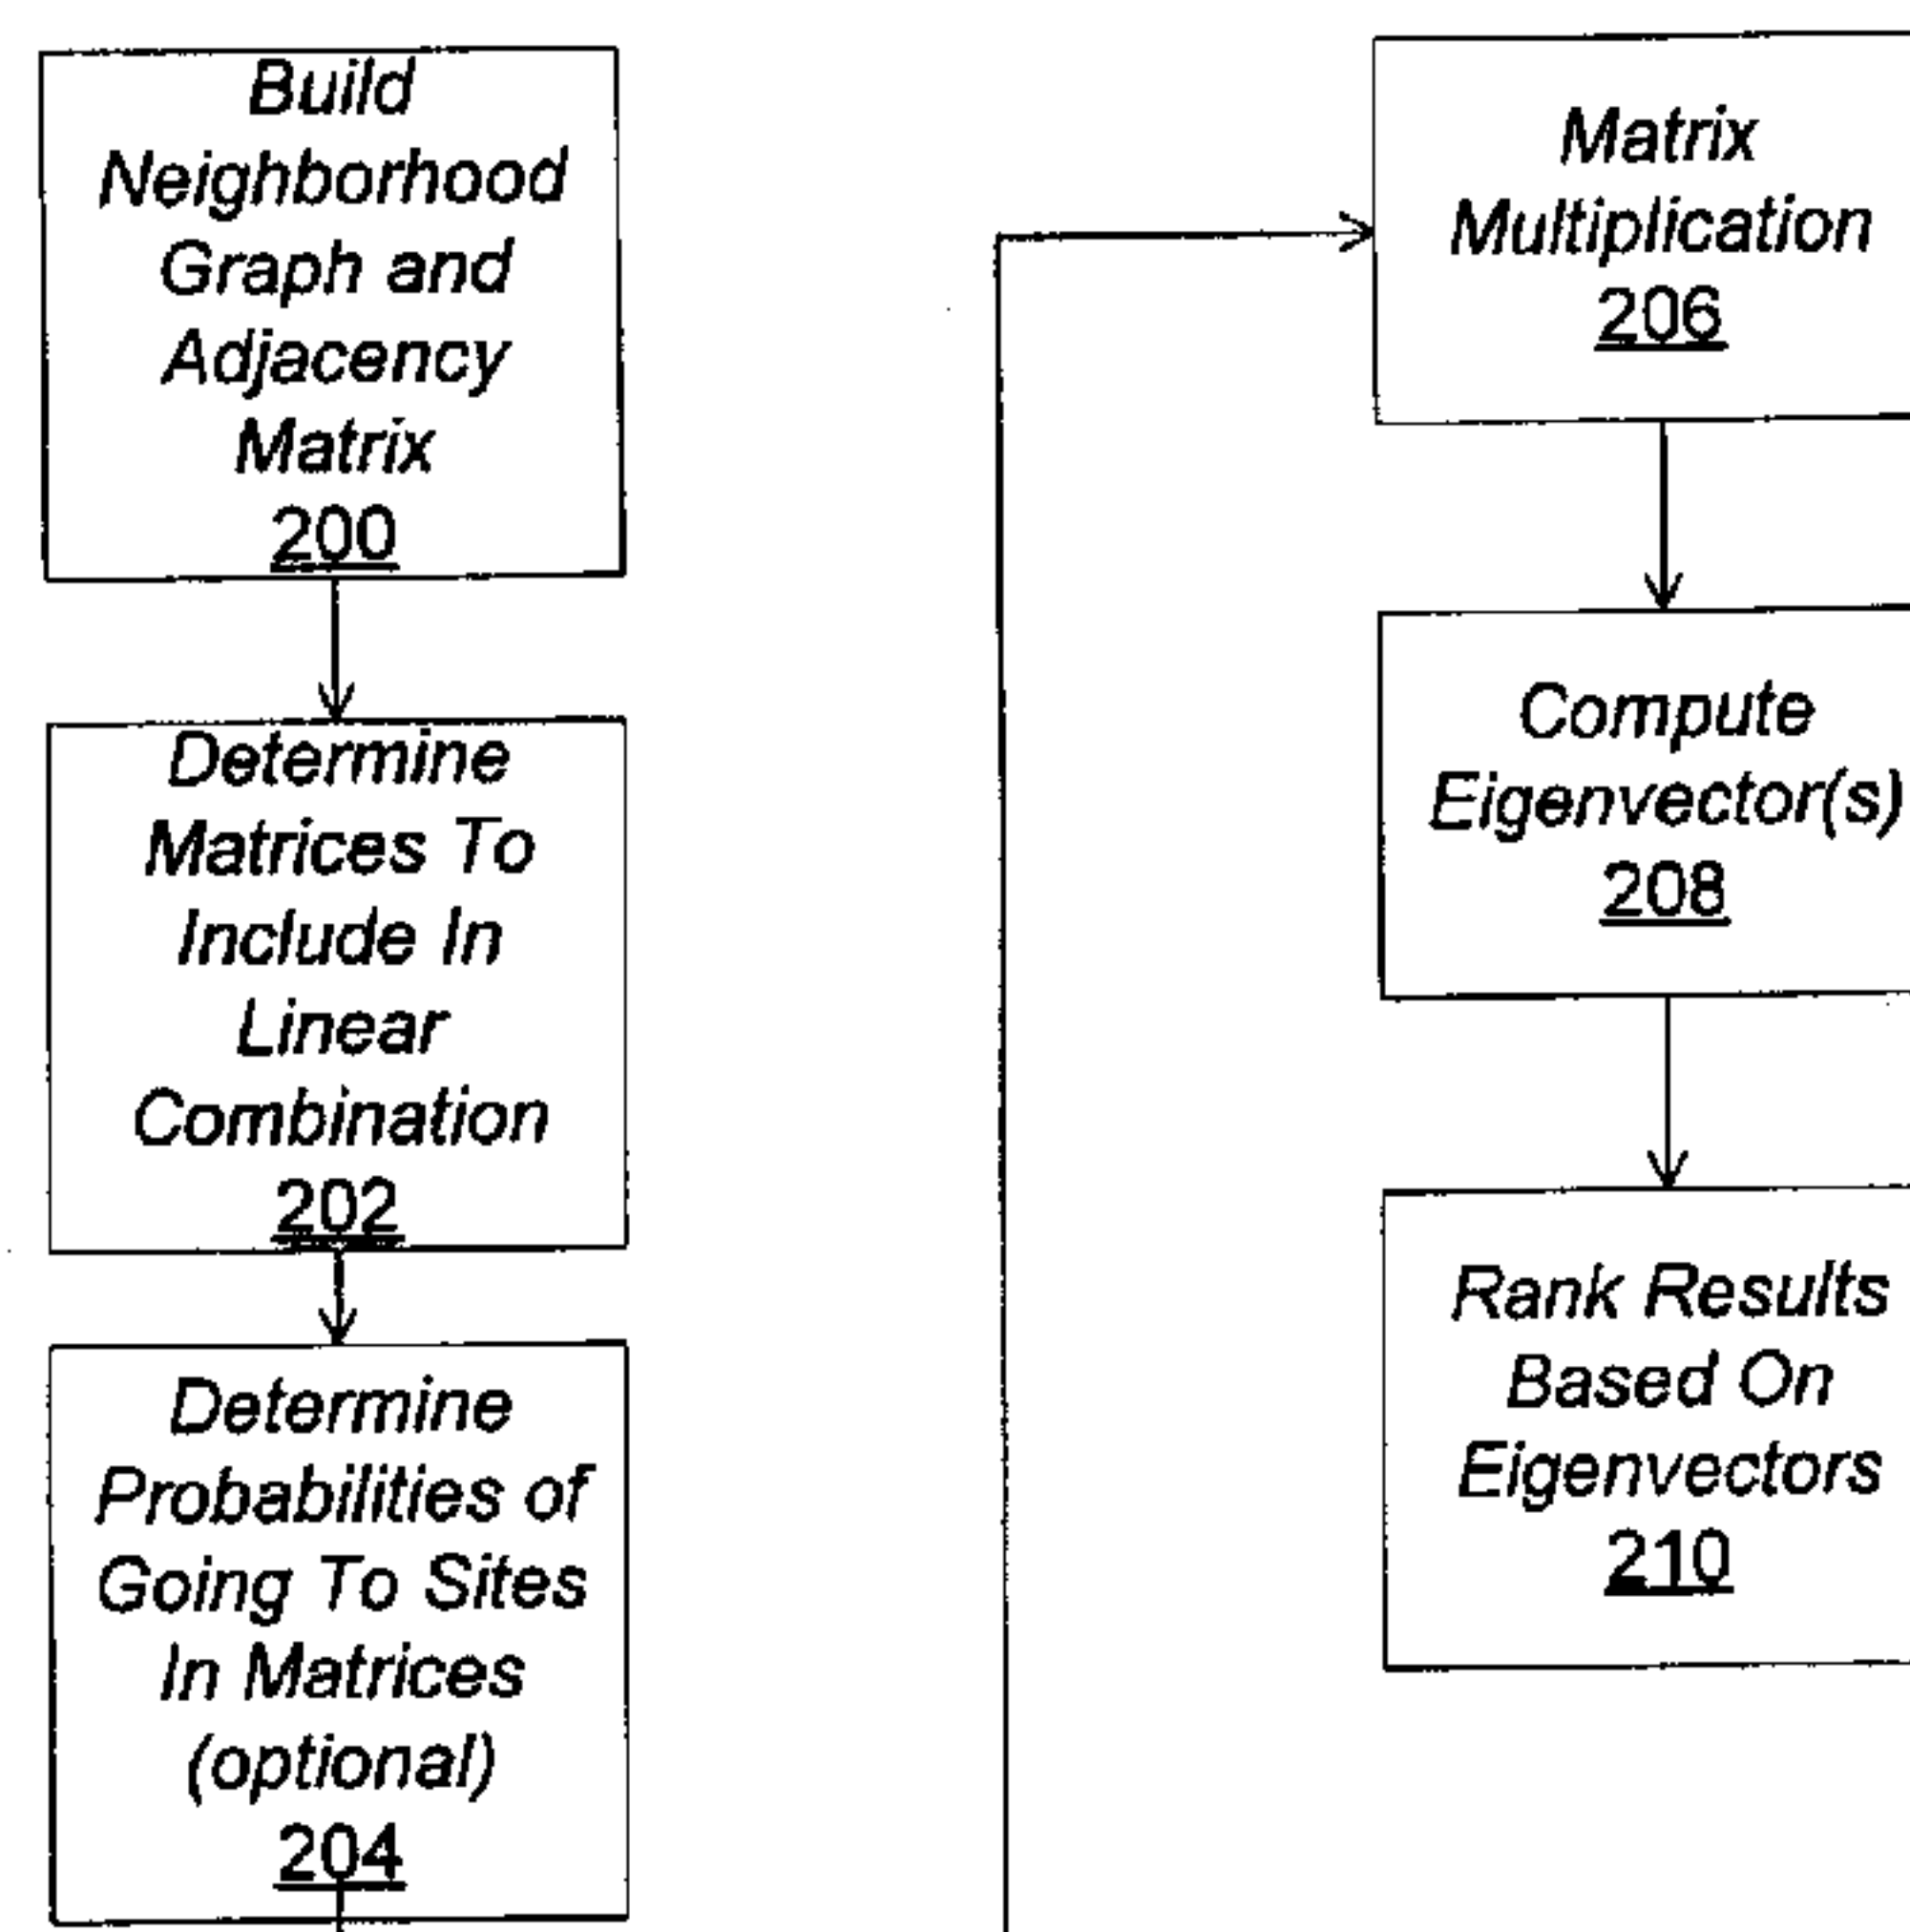 Build
Neighborhood
Graph and
Adjacency
Matrix
200
Determine
Matrices To
Include In
Linear
Combination
202
Determine
Probabilities of
Going To Sites
In Matrices
(optional)
204
Matrix
Multiplication
206
Compute
Eigenvector(s)
208
Rank Results
Based On
Eigenvectors
210